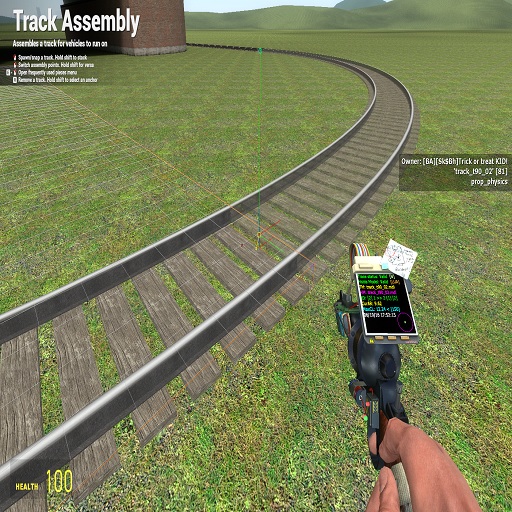 Track Assembly
Assembles a track for vehicles to run on
Spawn/snap a track. Hold shift to stack
Switch assembly points. Hold shift for versa
Open frequently used pieces menu
Remove a track. Hold shift to select an anchor
Owner: [BA][Sk$Bh]Trick or treat KID!
'track_t90_02' [81]
prop_physics
HEALTH 100